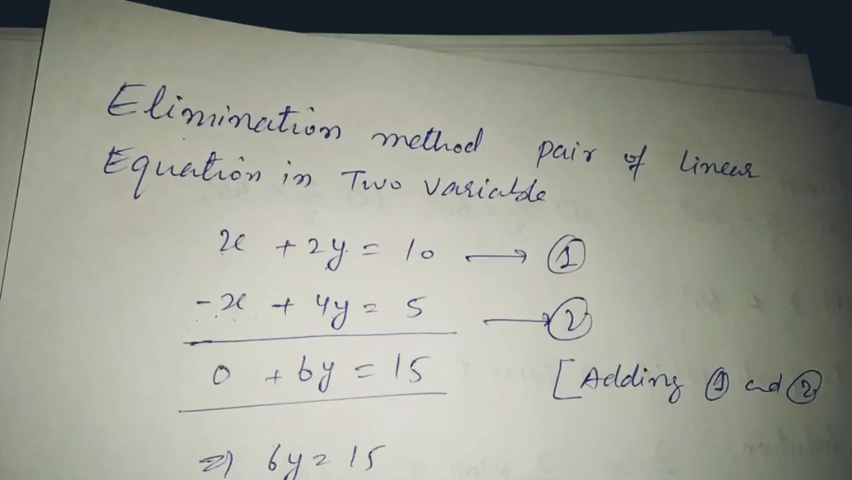 Elimination method pair of linear
Equation in Two variable
x + 2y = 10 → ①
-x + 4y = 5 → ②
0 + 6y = 15 [Adding ① and ②
⇒ 6y = 15